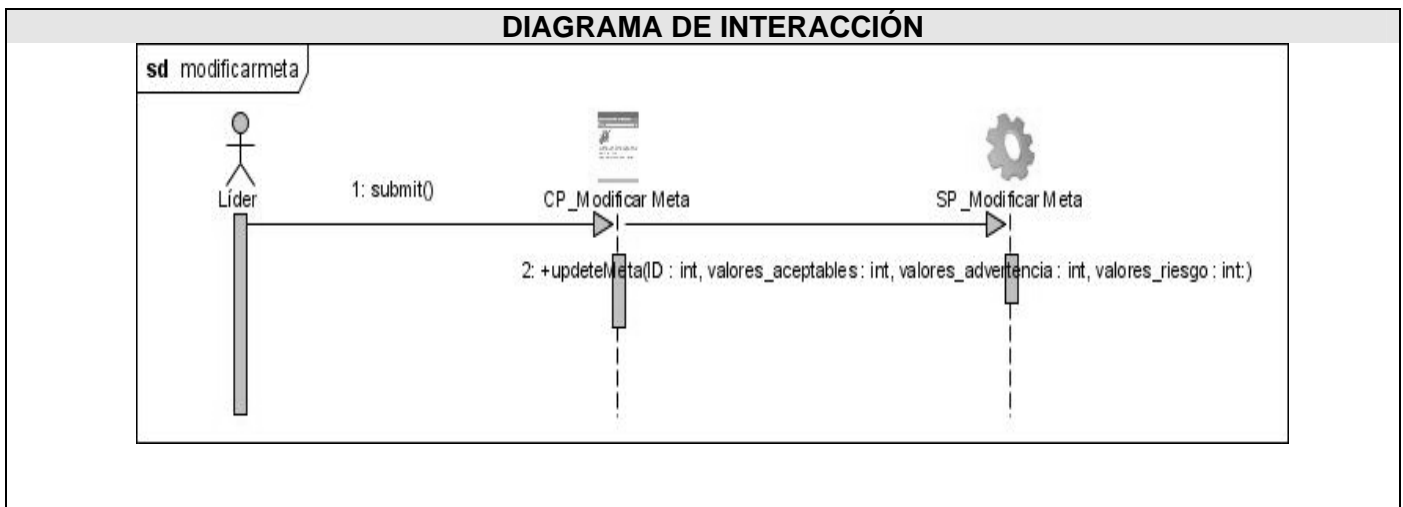 DIAGRAMA DE INTERACCIÓN
sd modificarmeta
Líder
1: submit()
CP_Modificar Meta
SP_Modificar Meta
2: +updeteMeta(ID : int, valores_aceptables : int, valores_advertencia : int, valores_riesgo : int:)